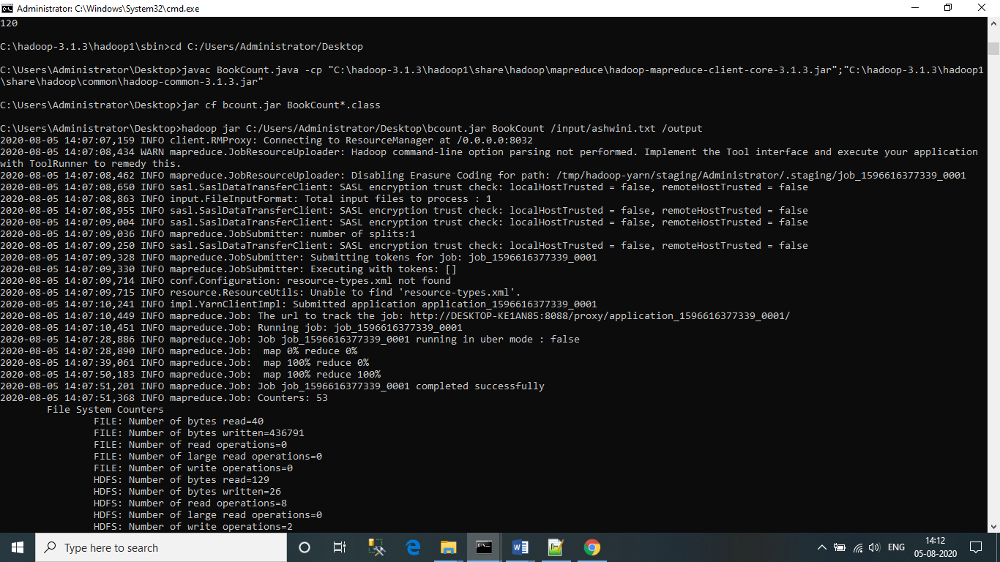 Administrator: C:\Windows\System32\cmd.exe
120
C:\hadoop-3.1.3\hadoop1\sbin>cd C:/Users/Administrator/Desktop
C:\Users\Administrator\Desktop>javac BookCount.java -cp "C:\hadoop-3.1.3\hadoop1\share\hadoop\mapreduce\hadoop-mapreduce-client-core-3.1.3.jar";"C:\hadoop-3.1.3\hadoop1
\share\hadoop\common\hadoop-common-3.1.3.jar"
C:\Users\Administrator\Desktop>jar cf bcount.jar BookCount*.class
C:\Users\Administrator\Desktop>hadoop jar C:/Users/Administrator/Desktop\bcount.jar BookCount /input/ashwini.txt /output
2020-08-05 14:07:07,159 INFO client.RMProxy: Connecting to ResourceManager at /0.0.0.0:8032
2020-08-05 14:07:08,434 WARN mapreduce.JobResourceUploader: Hadoop command-line option parsing not performed. Implement the Tool interface and execute your application
with ToolRunner to remedy this.
2020-08-05 14:07:08,462 INFO mapreduce.JobResourceUploader: Disabling Erasure Coding for path: /tmp/hadoop-yarn/staging/Administrator/.staging/job_1596616377339_0001
2020-08-05 14:07:08,650 INFO sasl.SaslDataTransferClient: SASL encryption trust check: localHostTrusted = false, remoteHostTrusted = false
2020-08-05 14:07:08,863 INFO input.FileInputFormat: Total input files to process : 1
2020-08-05 14:07:08,955 INFO sasl.SaslDataTransferClient: SASL encryption trust check: localHostTrusted = false, remoteHostTrusted = false
2020-08-05 14:07:09,004 INFO sasl.SaslDataTransferClient: SASL encryption trust check: localHostTrusted = false, remoteHostTrusted = false
2020-08-05 14:07:09,036 INFO mapreduce.JobSubmitter: number of splits:1
2020-08-05 14:07:09,250 INFO sasl.SaslDataTransferClient: SASL encryption trust check: localHostTrusted = false, remoteHostTrusted = false
2020-08-05 14:07:09,328 INFO mapreduce.JobSubmitter: Submitting tokens for job: job_1596616377339_0001
2020-08-05 14:07:09,330 INFO mapreduce.JobSubmitter: Executing with tokens: []
2020-08-05 14:07:09,714 INFO conf.Configuration: resource-types.xml not found
2020-08-05 14:07:09,715 INFO resource.ResourceUtils: Unable to find 'resource-types.xml'.
2020-08-05 14:07:10,241 INFO impl.YarnClientImpl: Submitted application application_1596616377339_0001
2020-08-05 14:07:10,449 INFO mapreduce.Job: The url to track the job: http://DESKTOP-KE1AN85:8088/proxy/application_1596616377339_0001/
2020-08-05 14:07:10,451 INFO mapreduce.Job: Running job: job_1596616377339_0001
2020-08-05 14:07:28,886 INFO mapreduce.Job: Job job_1596616377339_0001 running in uber mode : false
2020-08-05 14:07:28,890 INFO mapreduce.Job:  map 0% reduce 0%
2020-08-05 14:07:39,061 INFO mapreduce.Job:  map 100% reduce 0%
2020-08-05 14:07:50,183 INFO mapreduce.Job:  map 100% reduce 100%
2020-08-05 14:07:51,201 INFO mapreduce.Job: Job job_1596616377339_0001 completed successfully
2020-08-05 14:07:51,368 INFO mapreduce.Job: Counters: 53
File System Counters
FILE: Number of bytes read=40
FILE: Number of bytes written=436791
FILE: Number of read operations=0
FILE: Number of large read operations=0
FILE: Number of write operations=0
HDFS: Number of bytes read=129
HDFS: Number of bytes written=26
HDFS: Number of read operations=8
HDFS: Number of large read operations=0
HDFS: Number of write operations=2
Type here to search
ENG
14:12
05-08-2020